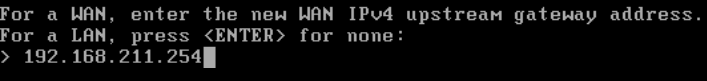 For a WAN, enter the new WAN IPv4 upstream gateway address.
For a LAN, press <ENTER> for none:
> 192.168.211.254